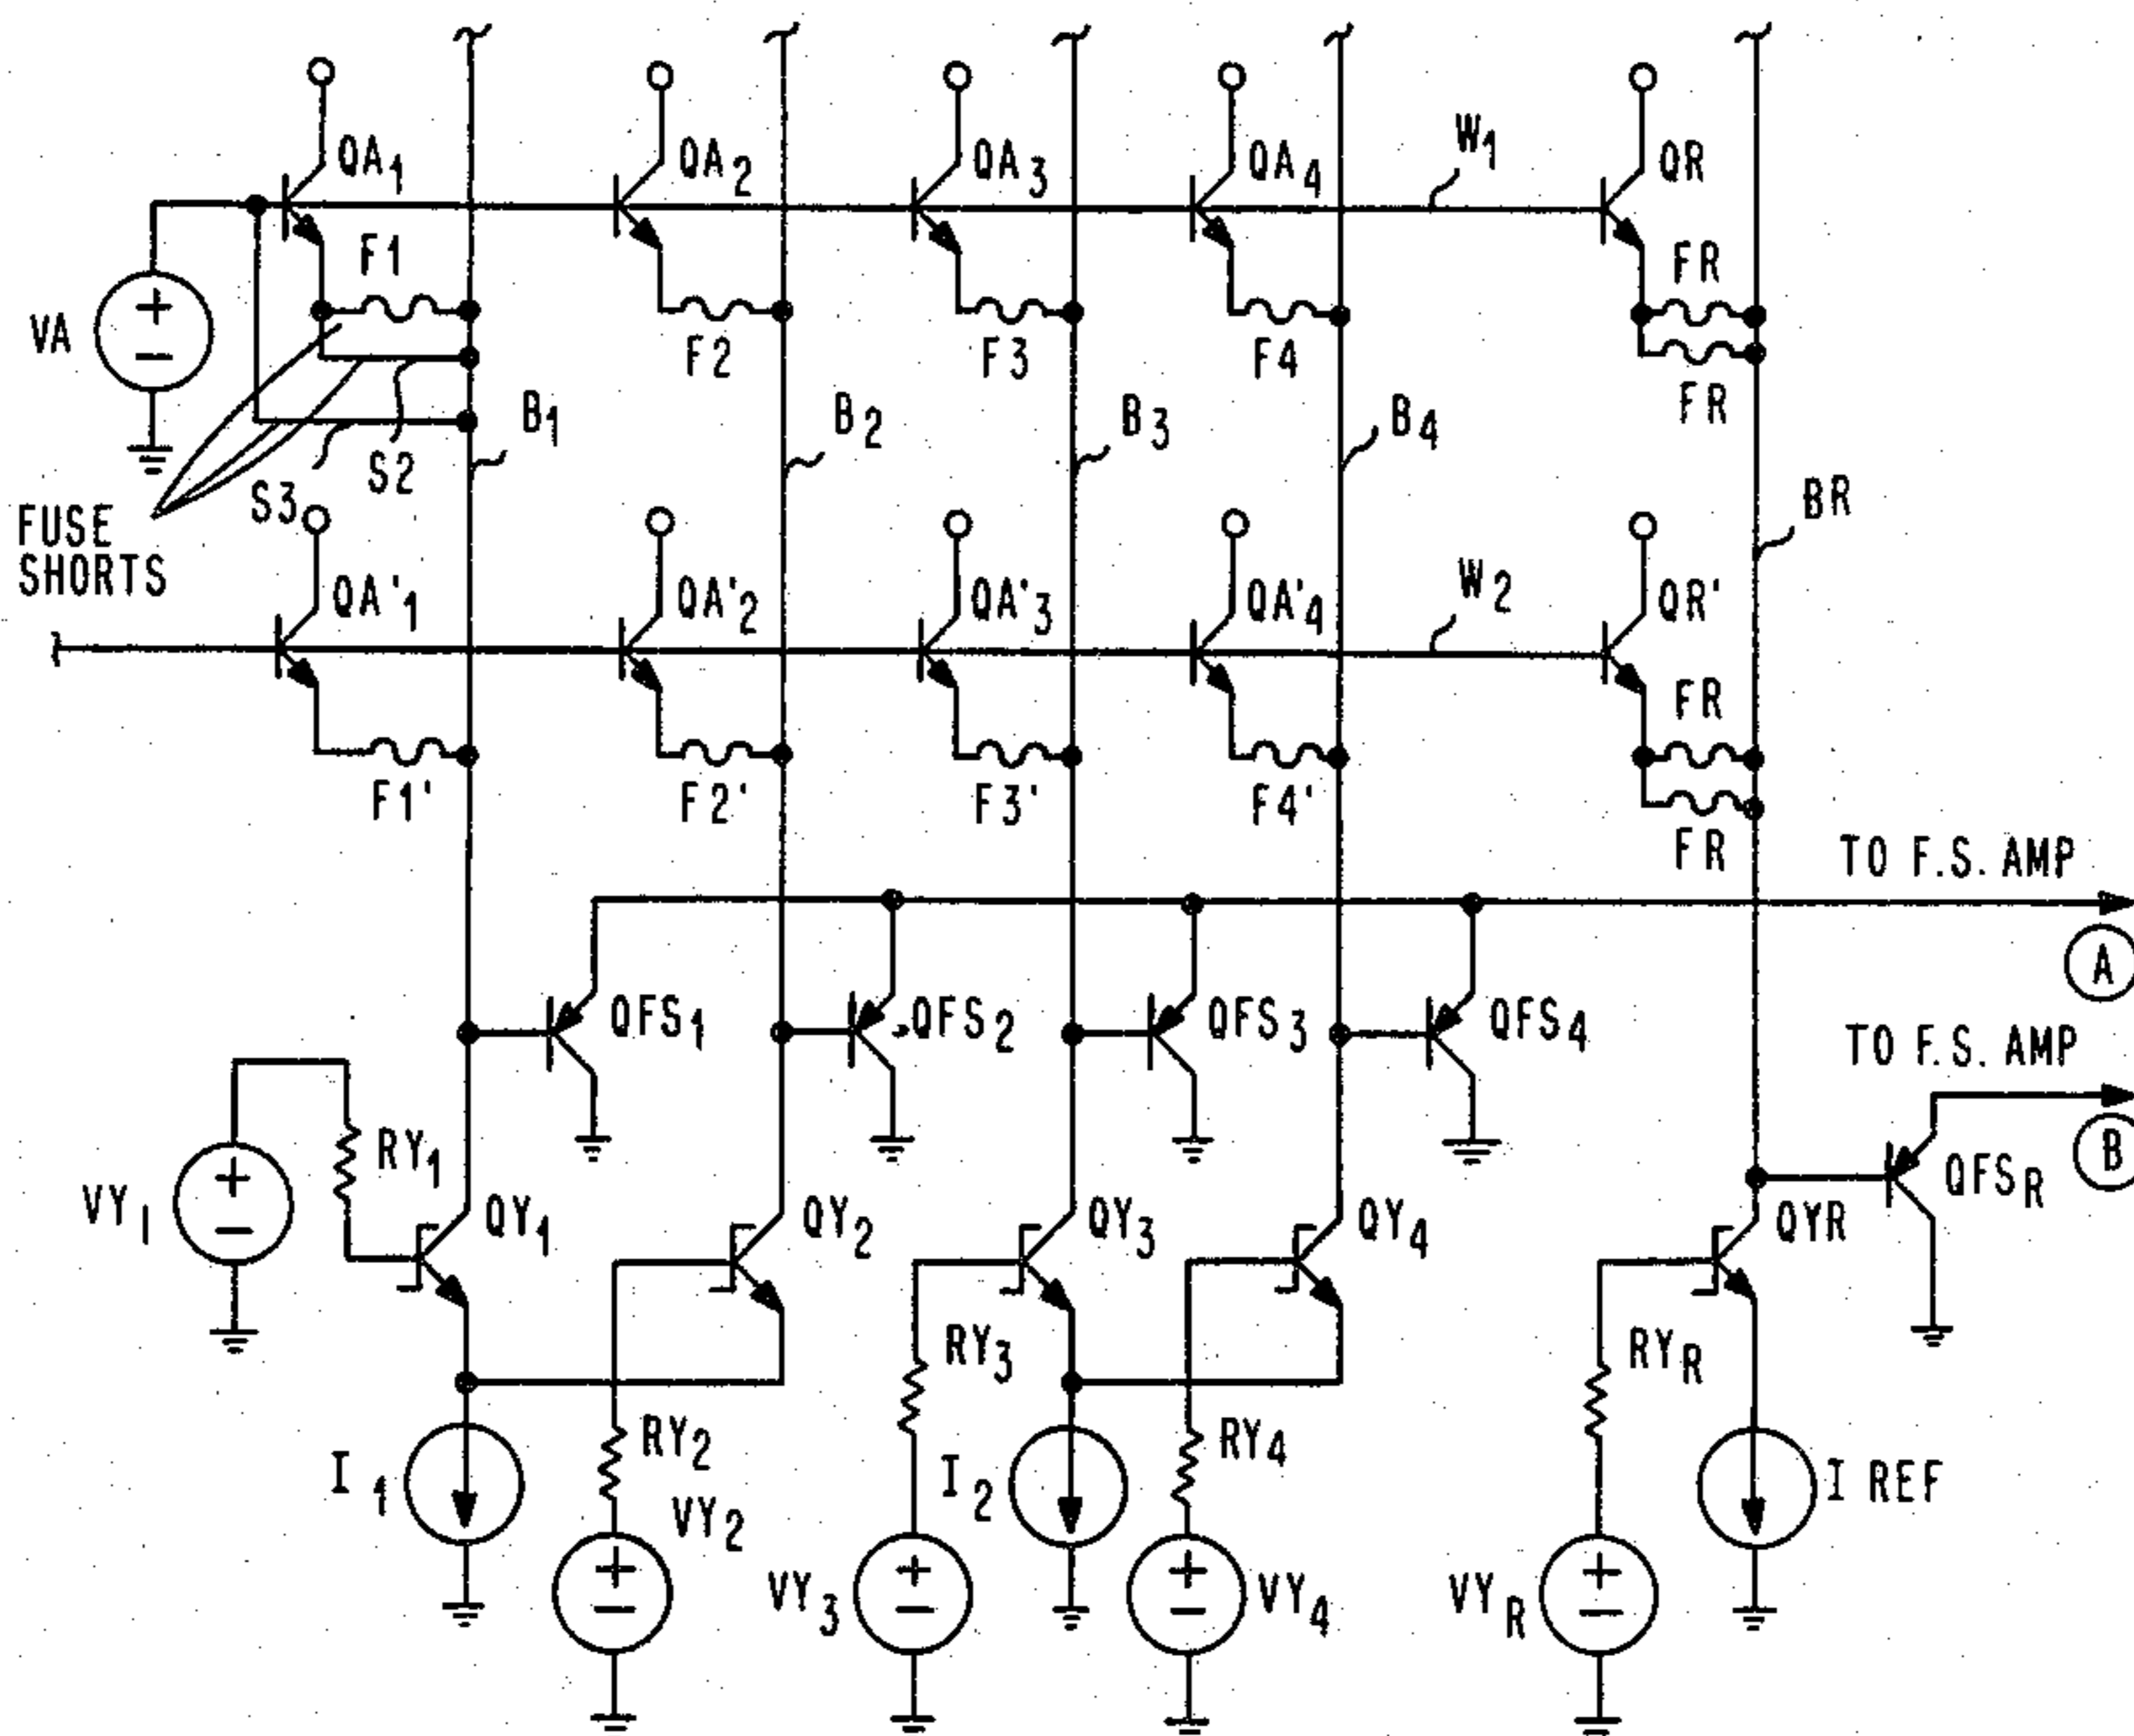 QA1
QA2
QA3
QA4
W1
QR
F1
FR
+
VA
−
F2
F3
F4
FR
B1
B2
B3
B4
S2
S3
BR
FUSE
SHORTS
QA'1
QA'2
QA'3
QA'4
W2
QR'
FR
F1'
F2'
F3'
F4'
FR
TO F.S. AMP
A
QFS1
QFS2
QFS3
QFS4
TO F.S. AMP
B
RY1
QFSR
VY1
+
−
QY1
QY2
QY3
QY4
QYR
RY3
RYR
RY2
RY4
I1
I2
I REF
VY2
+
−
VY3
+
−
VY4
+
−
VYR
+
−